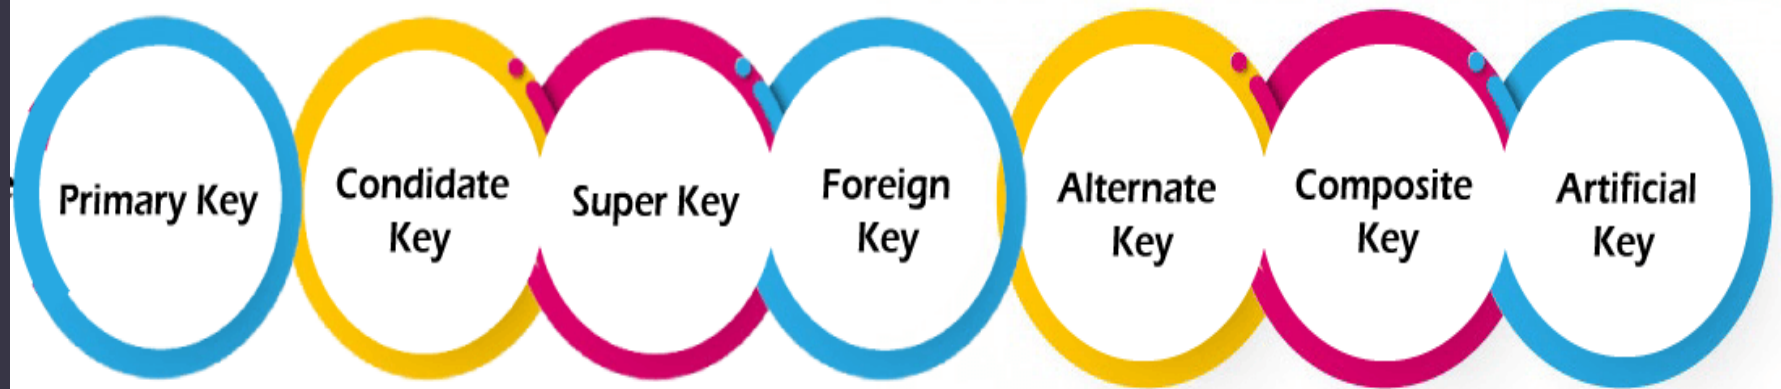 Primary Key
Condidate
Key
Super Key
Foreign
Key
Alternate
Key
Composite
Key
Artificial
Key